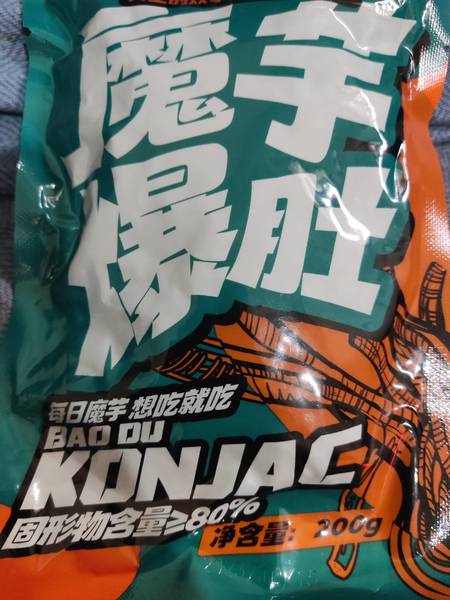 魔芋
爆肚
每日魔芋 想吃就吃
BAO DU
KONJAC
固形物含量≥80%
净含量: 200g